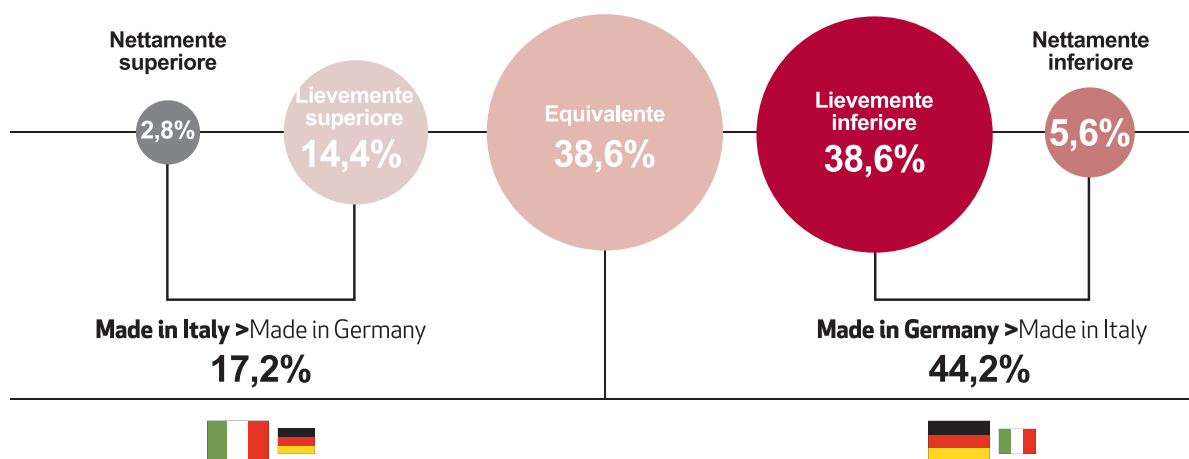 Nettamente
superiore
2,8%
Lievemente
superiore
14,4%
Equivalente
38,6%
Lievemente
inferiore
38,6%
Nettamente
inferiore
5,6%
Made in Italy >Made in Germany
17,2%
Made in Germany >Made in Italy
44,2%